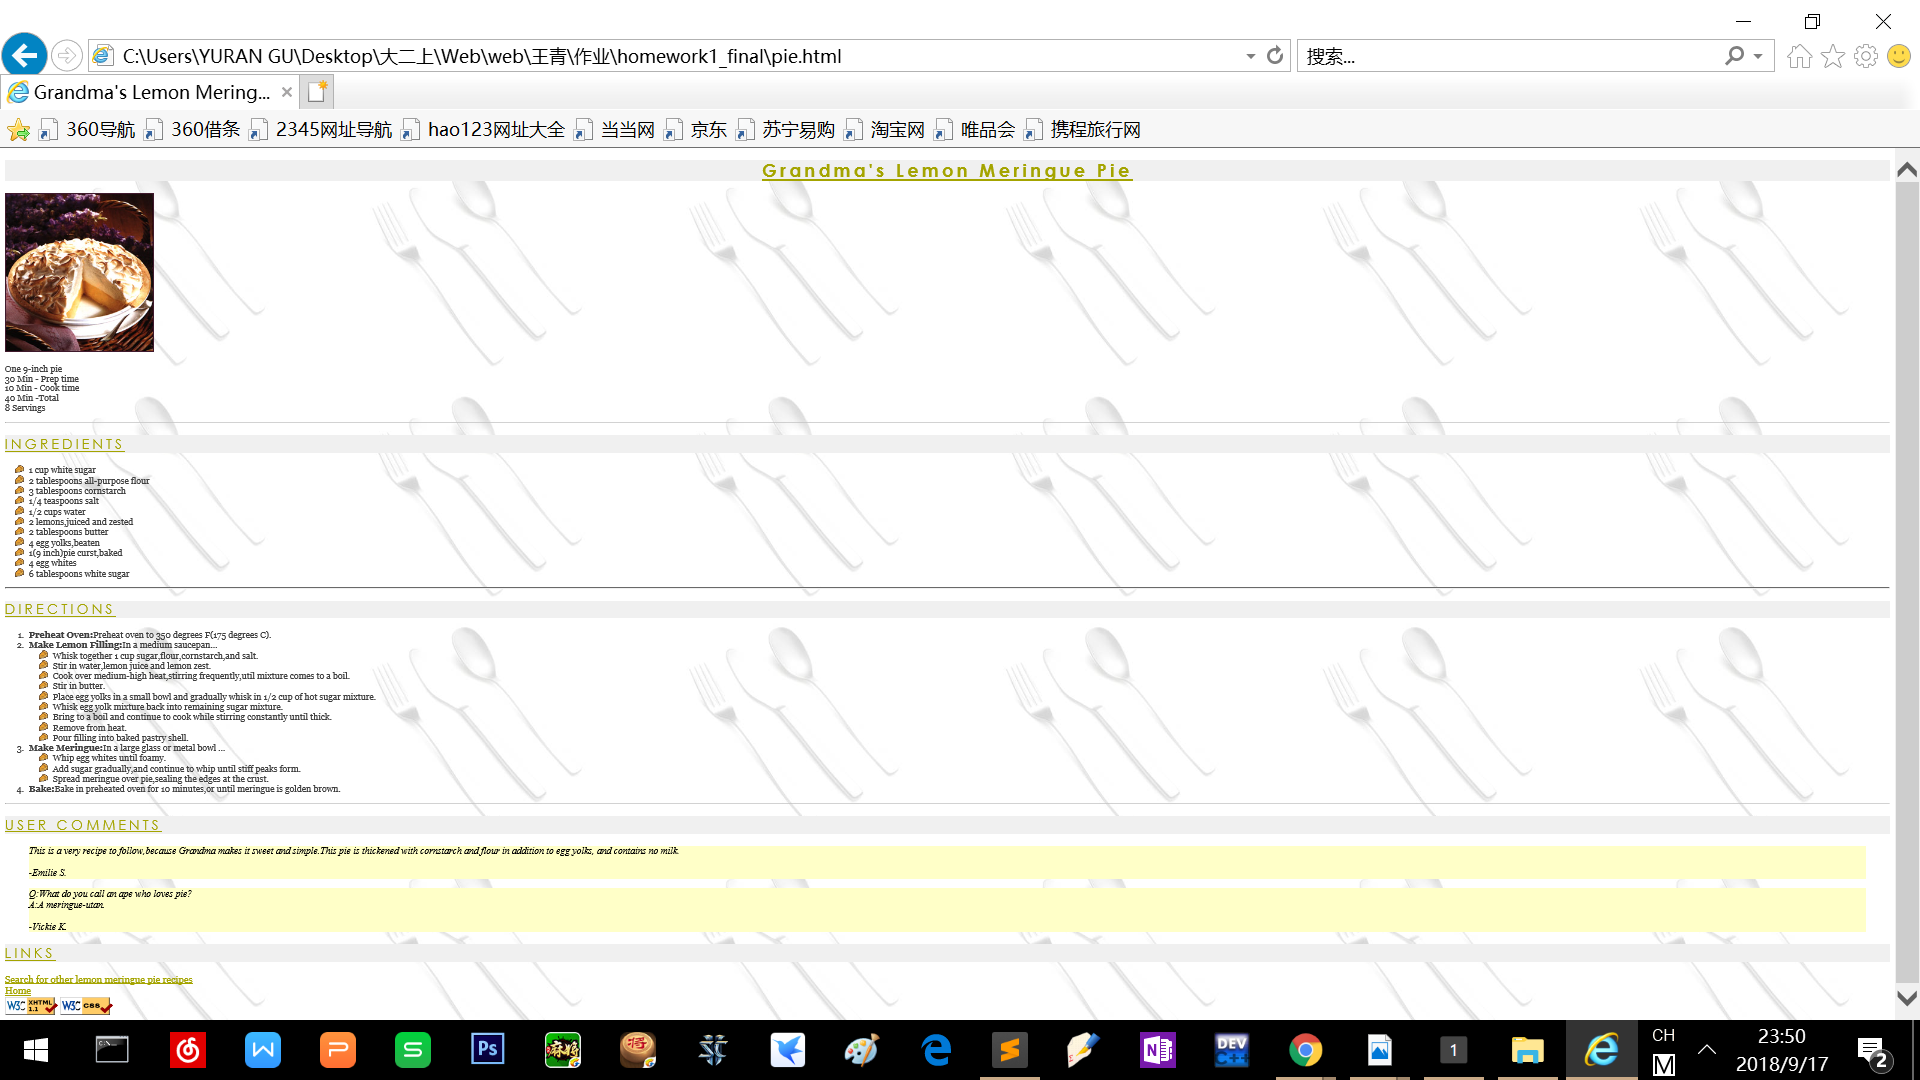 C:\Users\YURAN GU\Desktop\大二上\Web\web\王青\作业\homework1_final\pie.html
搜索...
Grandma's Lemon Mering...
360导航
360借条
2345网址导航
hao123网址大全
当当网
京东
苏宁易购
淘宝网
唯品会
携程旅行网
Grandma's Lemon Meringue Pie
One 9-inch pie
30 Min - Prep time
10 Min - Cook time
40 Min -Total
8 Servings
INGREDIENTS
1 cup white sugar
2 tablespoons all-purpose flour
3 tablespoons cornstarch
1/4 teaspoons salt
1/2 cups water
2 lemons,juiced and zested
2 tablespoons butter
4 egg yolks,beaten
1(9 inch)pie curst,baked
4 egg whites
6 tablespoons white sugar
DIRECTIONS
1. Preheat Oven:Preheat oven to 350 degrees F(175 degrees C).
2. Make Lemon Filling:In a medium saucepan...
Whisk together 1 cup sugar,flour,cornstarch,and salt.
Stir in water,lemon juice and lemon zest.
Cook over medium-high heat,stirring frequently,util mixture comes to a boil.
Stir in butter.
Place egg yolks in a small bowl and gradually whisk in 1/2 cup of hot sugar mixture.
Whisk egg yolk mixture back into remaining sugar mixture.
Bring to a boil and continue to cook while stirring constantly until thick.
Remove from heat.
Pour filling into baked pastry shell.
3. Make Meringue:In a large glass or metal bowl ...
Whip egg whites until foamy.
Add sugar gradually,and continue to whip until stiff peaks form.
Spread meringue over pie,sealing the edges at the crust.
4. Bake:Bake in preheated oven for 10 minutes,or until meringue is golden brown.
USER COMMENTS
This is a very recipe to follow,because Grandma makes it sweet and simple.This pie is thickened with cornstarch and flour in addition to egg yolks, and contains no milk.
-Emilie S.
Q:What do you call an ape who loves pie?
A:A meringue-utan.
-Vickie K.
LINKS
Search for other lemon meringue pie recipes
Home
W3C XHTML 1.1
W3C CSS
Ps
麻将
将
N
DEV C++
1
CH
M
23:50
2018/9/17
2